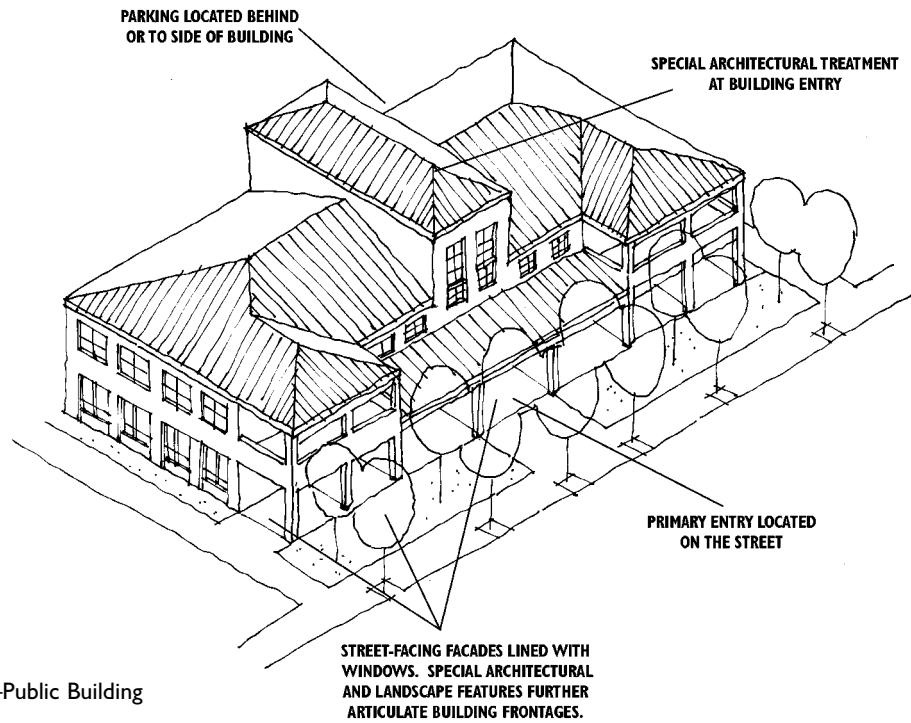 PARKING LOCATED BEHIND
OR TO SIDE OF BUILDING
SPECIAL ARCHITECTURAL TREATMENT
AT BUILDING ENTRY
PRIMARY ENTRY LOCATED
ON THE STREET
STREET-FACING FACADES LINED WITH
WINDOWS. SPECIAL ARCHITECTURAL
AND LANDSCAPE FEATURES FURTHER
ARTICULATE BUILDING FRONTAGES.
-Public Building